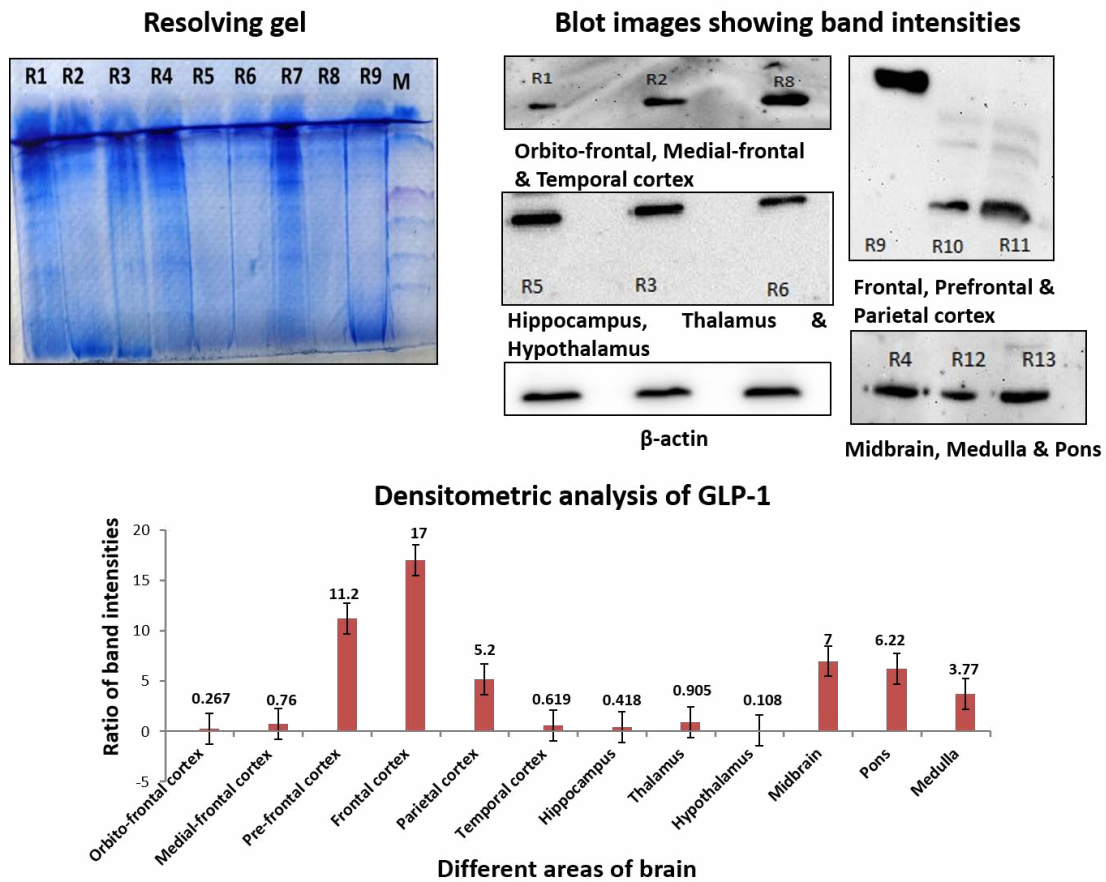 Resolving gel
R1 R2 R3 R4 R5 R6 R7 R8 R9 M
Blot images showing band intensities
R1 R2 R8
Orbito-frontal, Medial-frontal
& Temporal cortex
R5 R3 R6
Hippocampus, Thalamus &
Hypothalamus
β-actin
R9 R10 R11
Frontal, Prefrontal &
Parietal cortex
R4 R12 R13
Midbrain, Medulla & Pons
Densitometric analysis of GLP-1
Ratio of band intensities
20
15
10
5
0
-5
0.267
0.76
11.2
17
5.2
0.619
0.418
0.905
0.108
7
6.22
3.77
Orbito-frontal cortex
Medial-frontal cortex
Pre-frontal cortex
Frontal cortex
Parietal cortex
Temporal cortex
Hippocampus
Thalamus
Hypothalamus
Midbrain
Pons
Medulla
Different areas of brain